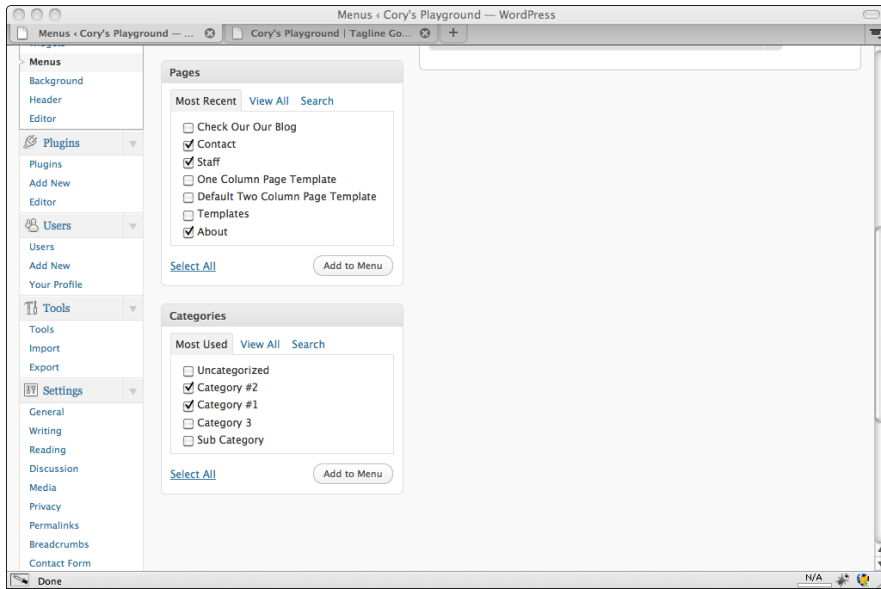 Menus ‹ Cory's Playground — WordPress
Menus ‹ Cory's Playground — ...
Cory's Playground | Tagline Go...
+
Widgets
Menus
Background
Header
Editor
Plugins
Plugins
Add New
Editor
Users
Users
Add New
Your Profile
Tools
Tools
Import
Export
Settings
General
Writing
Reading
Discussion
Media
Privacy
Permalinks
Breadcrumbs
Contact Form
Pages
Most Recent View All Search
Check Our Our Blog
Contact
Staff
One Column Page Template
Default Two Column Page Template
Templates
About
Select All Add to Menu
Categories
Most Used View All Search
Uncategorized
Category #2
Category #1
Category 3
Sub Category
Select All Add to Menu
Done
N/A